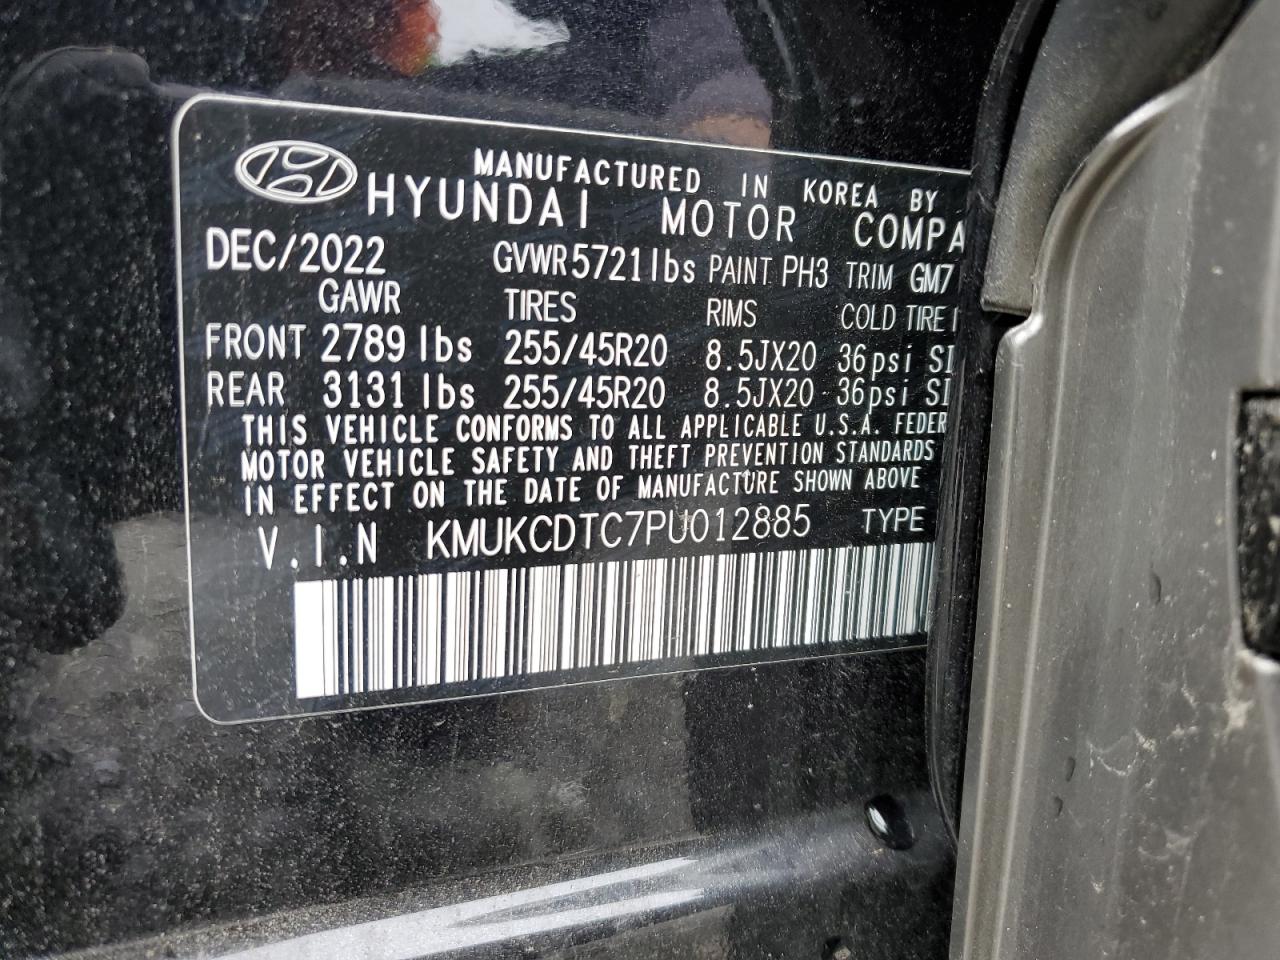 MANUFACTURED IN KOREA BY
HYUNDAI MOTOR COMPA
DEC/2022 GVWR 5721 lbs PAINT PH3 TRIM GM7
GAWR TIRES RIMS COLD TIRE
FRONT 2789 lbs 255/45R20 8.5JX20 36psi SI
REAR 3131 lbs 255/45R20 8.5JX20 36psi SI
THIS VEHICLE CONFORMS TO ALL APPLICABLE U.S.A. FEDER
MOTOR VEHICLE SAFETY AND THEFT PREVENTION STANDARDS
IN EFFECT ON THE DATE OF MANUFACTURE SHOWN ABOVE
V.I.N KMUKCDTC7PU012885 TYPE